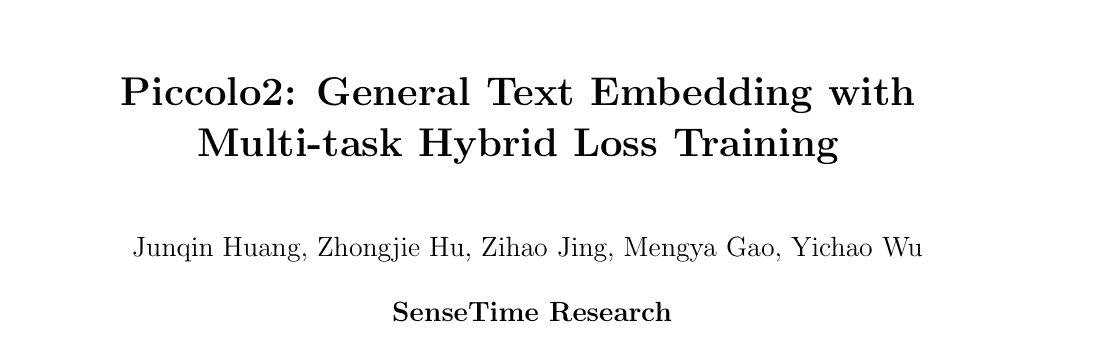 Piccolo2: General Text Embedding with
Multi-task Hybrid Loss Training
Junqin Huang, Zhongjie Hu, Zihao Jing, Mengya Gao, Yichao Wu
SenseTime Research